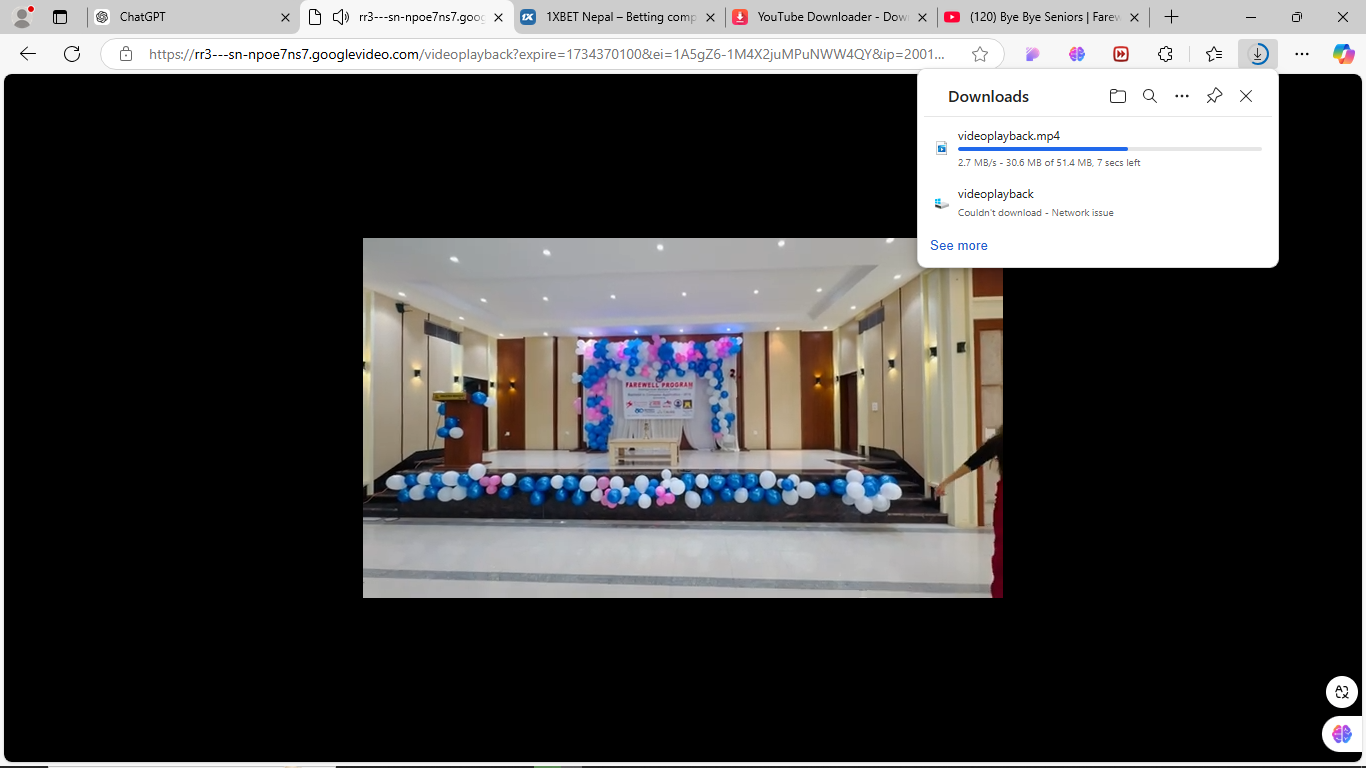 ChatGPT
rr3---sn-npoe7ns7.goog
1XBET Nepal – Betting comp
YouTube Downloader - Dow
(120) Bye Bye Seniors | Farew
https://rr3---sn-npoe7ns7.googlevideo.com/videoplayback?expire=1734370100&ei=1A5gZ6-1M4X2juMPuNWW4QY&ip=2001...
Downloads
videoplayback.mp4
2.7 MB/s - 30.6 MB of 51.4 MB, 7 secs left
videoplayback
Couldn't download - Network issue
See more
FAREWELL PROGRAM